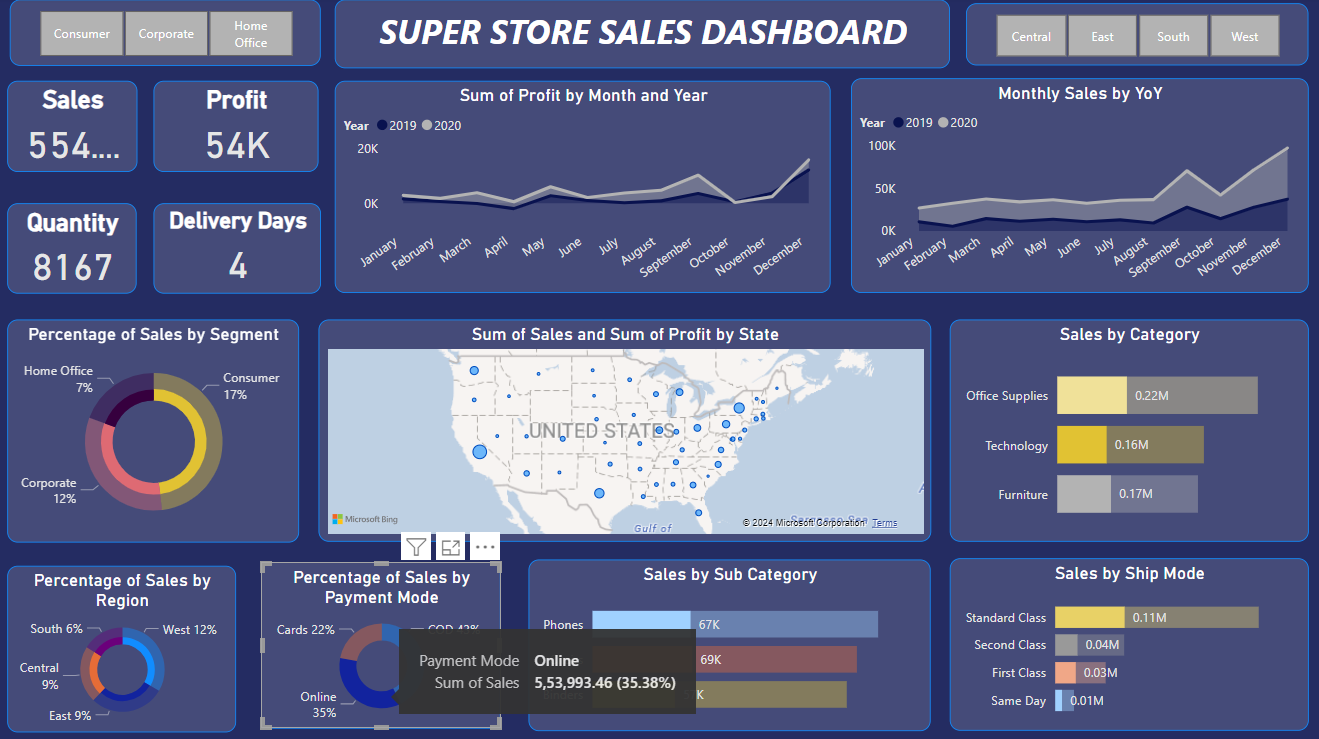 Consumer
Corporate
Home
Office
SUPER STORE SALES DASHBOARD
Central
East
South
West
Sales
554....
Profit
54K
Quantity
8167
Delivery Days
4
Sum of Profit by Month and Year
Year 2019 2020
20K
0K
January
February
March
April
May
June
July
August
September
October
November
December
Monthly Sales by YoY
Year 2019 2020
100K
50K
0K
January
February
March
April
May
June
July
August
September
October
November
December
Percentage of Sales by Segment
Home Office
7%
Consumer
17%
Corporate
12%
Sum of Sales and Sum of Profit by State
UNITED STATES
Microsoft Bing
Gulf of
Sargasso Sea
© 2024 Microsoft Corporation Terms
Sales by Category
Office Supplies 0.22M
Technology 0.16M
Furniture 0.17M
Percentage of Sales by
Region
South 6%
West 12%
Central
9%
East 9%
Percentage of Sales by
Payment Mode
Cards 22%
COD 42%
Online
35%
Payment Mode Online
Sum of Sales 5,53,993.46 (35.38%)
Sales by Sub Category
Phones 67K
69K
K
Sales by Ship Mode
Standard Class 0.11M
Second Class 0.04M
First Class 0.03M
Same Day 0.01M